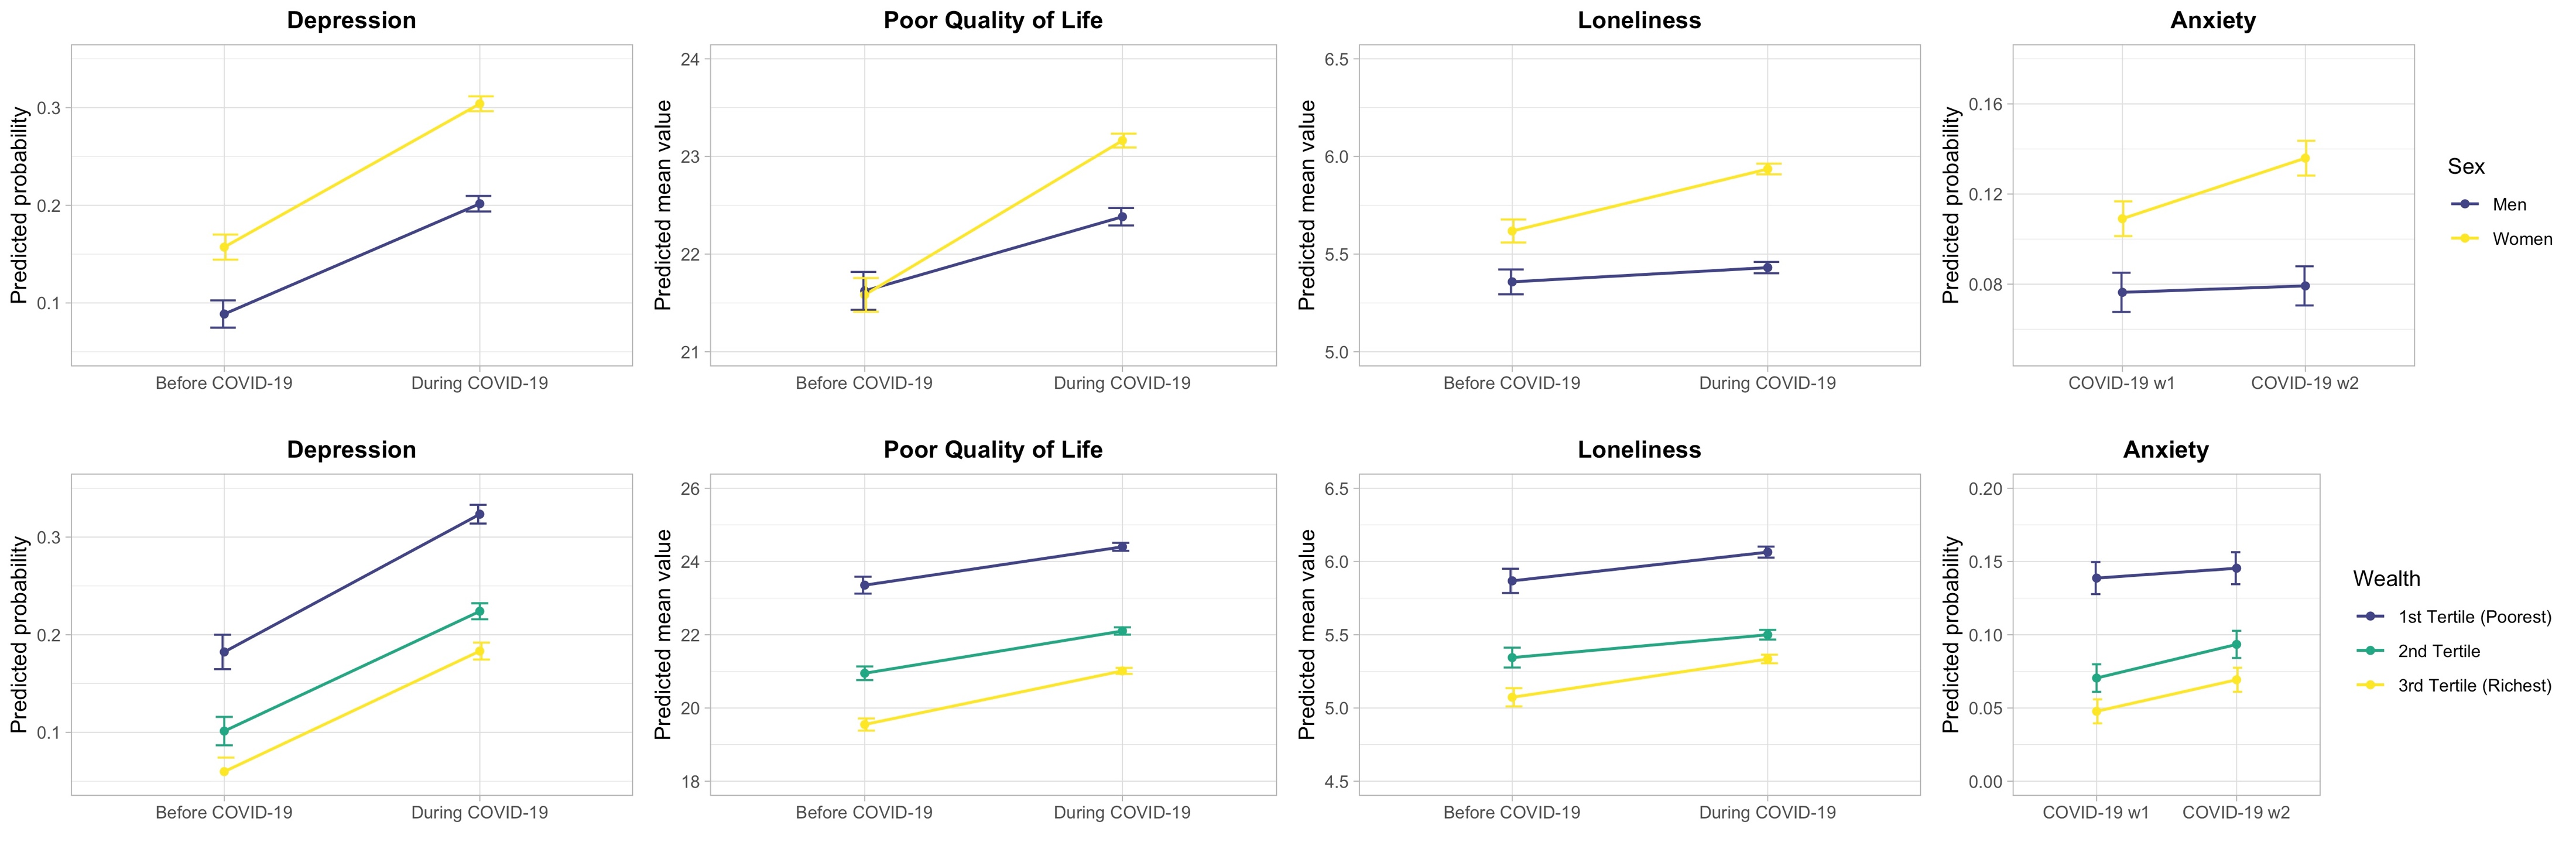 Depression
Predicted probability
0.3
0.2
0.1
Before COVID-19
During COVID-19
Poor Quality of Life
Predicted mean value
24
23
22
21
Before COVID-19
During COVID-19
Loneliness
Predicted mean value
6.5
6.0
5.5
5.0
Before COVID-19
During COVID-19
Anxiety
Predicted probability
0.16
0.12
0.08
COVID-19 w1
COVID-19 w2
Sex
Men
Women
Depression
Predicted probability
0.3
0.2
0.1
Before COVID-19
During COVID-19
Poor Quality of Life
Predicted mean value
26
24
22
20
18
Before COVID-19
During COVID-19
Loneliness
Predicted mean value
6.5
6.0
5.5
5.0
4.5
Before COVID-19
During COVID-19
Anxiety
Predicted probability
0.20
0.15
0.10
0.05
0.00
COVID-19 w1
COVID-19 w2
Wealth
1st Tertile (Poorest)
2nd Tertile
3rd Tertile (Richest)